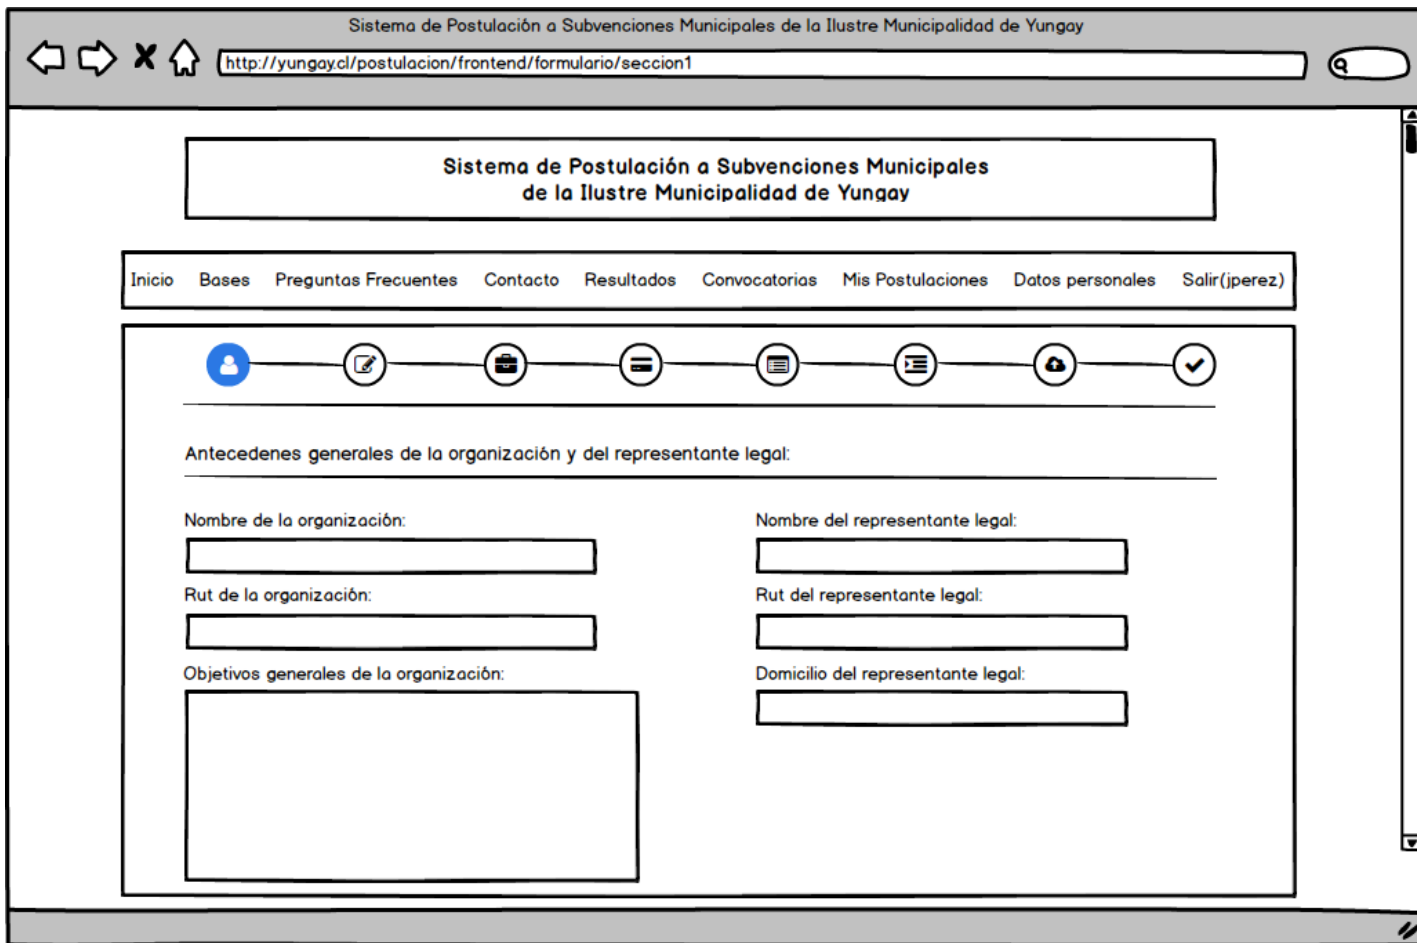 Sistema de Postulación a Subvenciones Municipales de la Ilustre Municipalidad de Yungay
http://yungay.cl/postulacion/frontend/formulario/seccion1
Sistema de Postulación a Subvenciones Municipales
de la Ilustre Municipalidad de Yungay
Inicio Bases Preguntas Frecuentes Contacto Resultados Convocatorias Mis Postulaciones Datos personales Salir(jperez)
Antecedenes generales de la organización y del representante legal:
Nombre de la organización: Nombre del representante legal:
Rut de la organización: Rut del representante legal:
Objetivos generales de la organización: Domicilio del representante legal: